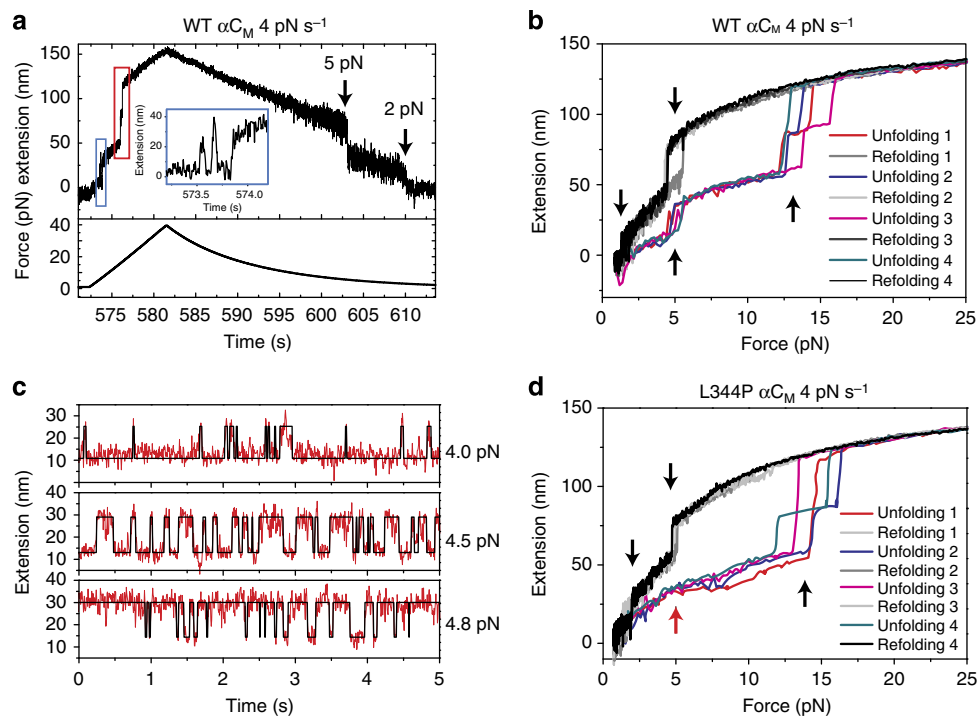 a
WT αCM 4 pN s−1
Force (pN) extension (nm)
150
100
50
0
40
20
0
5 pN
2 pN
Extension (nm)
40
20
0
573.5
574.0
Time (s)
575 580 585 590 595 600 605 610
Time (s)
b
WT αCM 4 pN s−1
Extension (nm)
150
100
50
0
Unfolding 1
Refolding 1
Unfolding 2
Refolding 2
Unfolding 3
Refolding 3
Unfolding 4
Refolding 4
0 5 10 15 20 25
Force (pN)
c
Extension (nm)
30
20
10
4.0 pN
40
30
20
10
4.5 pN
40
30
20
10
4.8 pN
0 1 2 3 4 5
Time (s)
d
L344P αCM 4 pN s−1
Extension (nm)
150
100
50
0
Unfolding 1
Refolding 1
Unfolding 2
Refolding 2
Unfolding 3
Refolding 3
Unfolding 4
Refolding 4
0 5 10 15 20 25
Force (pN)